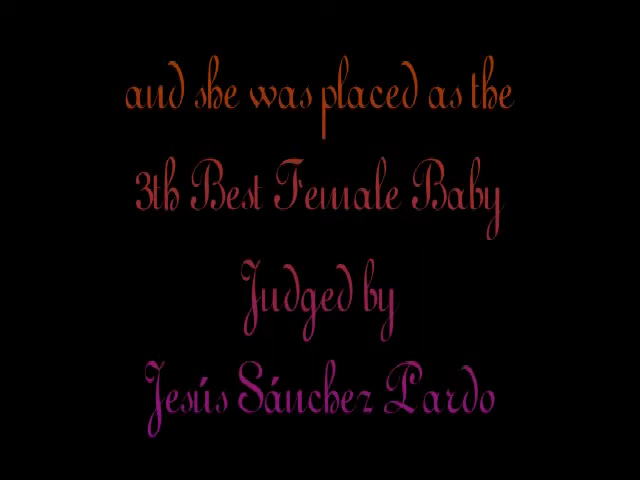 and she was placed as the
3th Best Female Baby
Judged by
Jesús Sánchez Pardo